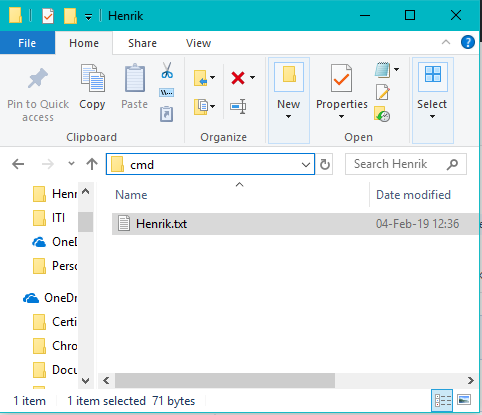 Henrik
File Home Share View
Pin to Quick access
Copy
Paste
Clipboard
Organize
New
Properties
Open
Select
cmd
Search Henrik
Name
Date modified
Henrik.txt
04-Feb-19 12:36
Henr
ITI
OneD
Perso
OneDr
Certi
Chro
Docu
1 item 1 item selected 71 bytes